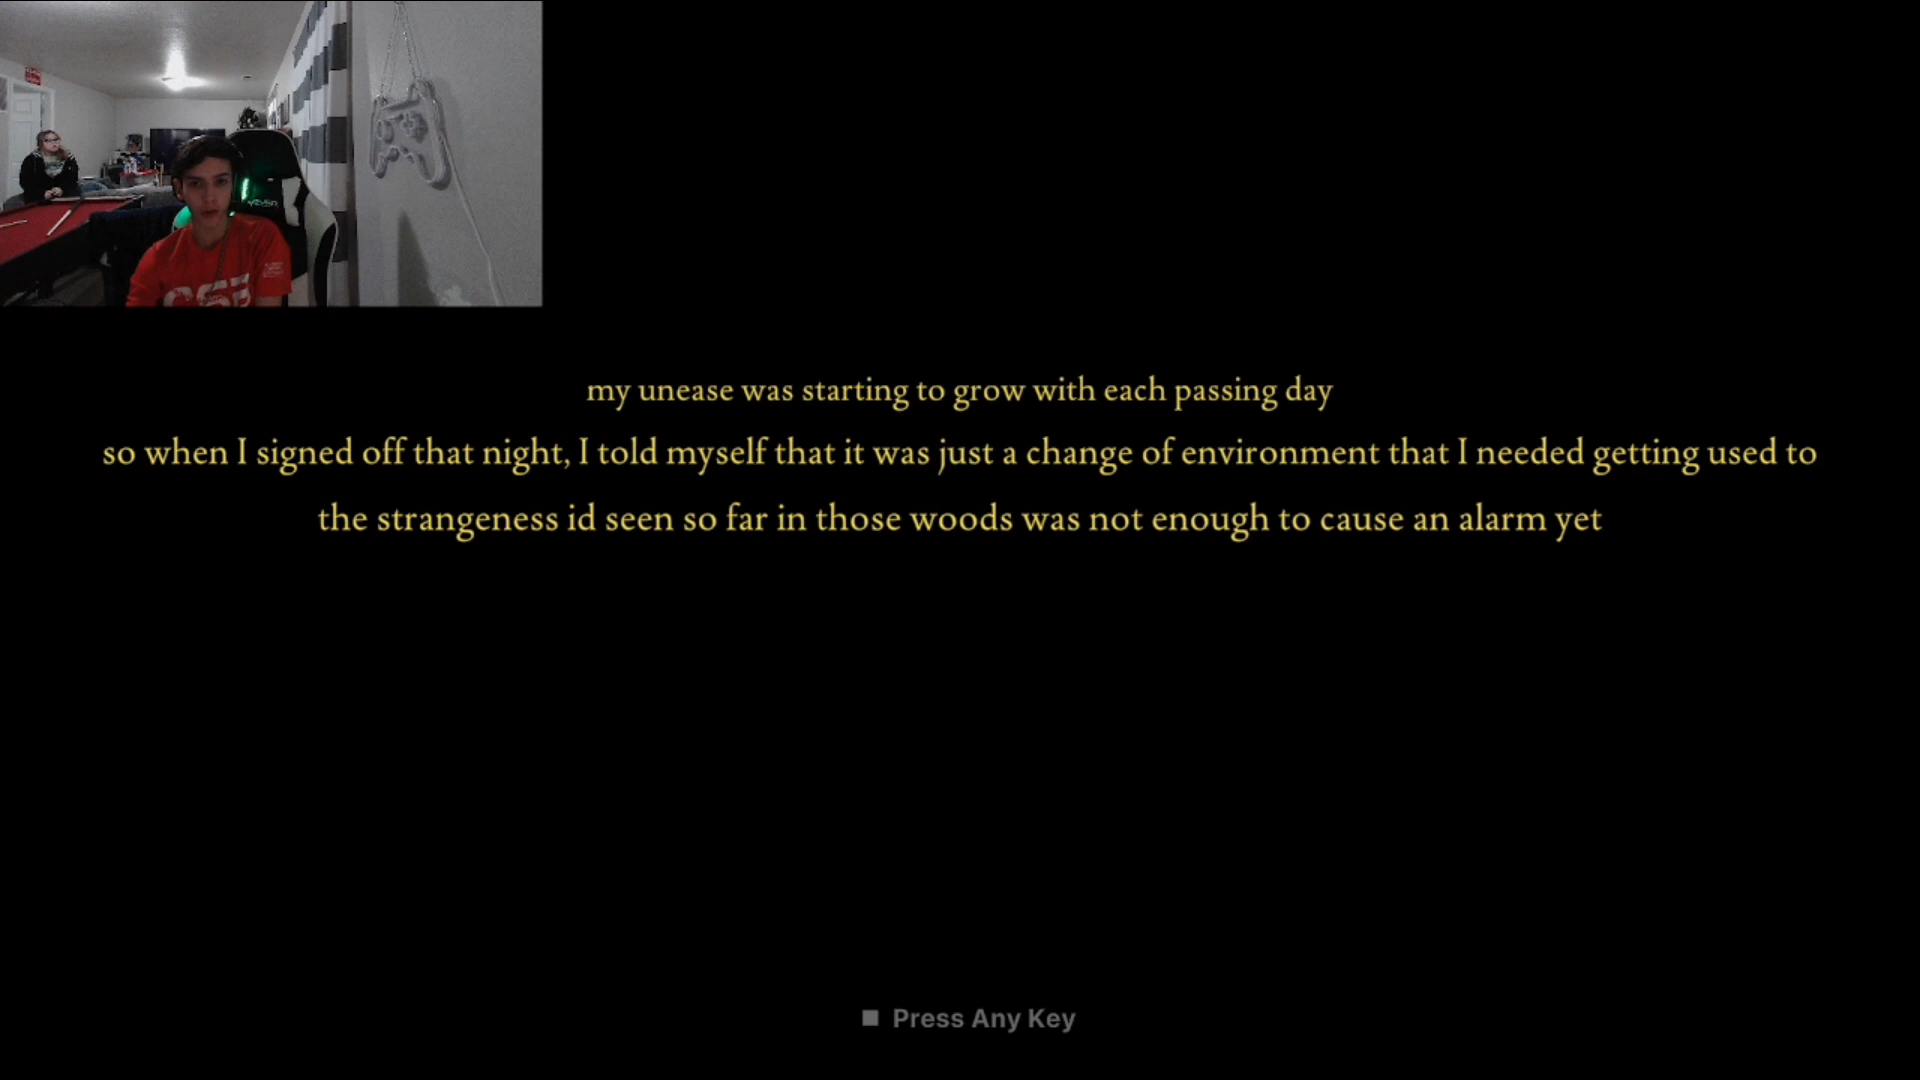 my unease was starting to grow with each passing day
so when I signed off that night, I told myself that it was just a change of environment that I needed getting used to
the strangeness id seen so far in those woods was not enough to cause an alarm yet
Press Any Key